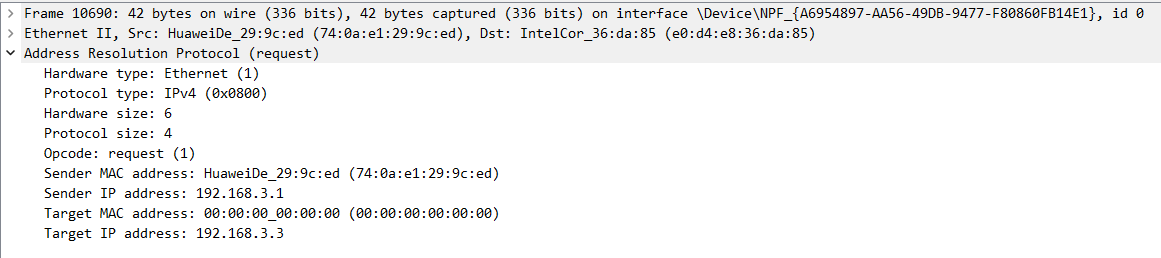 Frame 10690: 42 bytes on wire (336 bits), 42 bytes captured (336 bits) on interface \Device\NPF_{A6954897-AA56-49DB-9477-F80860FB14E1}, id 0
Ethernet II, Src: HuaweiDe_29:9c:ed (74:0a:e1:29:9c:ed), Dst: IntelCor_36:da:85 (e0:d4:e8:36:da:85)
Address Resolution Protocol (request)
Hardware type: Ethernet (1)
Protocol type: IPv4 (0x0800)
Hardware size: 6
Protocol size: 4
Opcode: request (1)
Sender MAC address: HuaweiDe_29:9c:ed (74:0a:e1:29:9c:ed)
Sender IP address: 192.168.3.1
Target MAC address: 00:00:00_00:00:00 (00:00:00:00:00:00)
Target IP address: 192.168.3.3